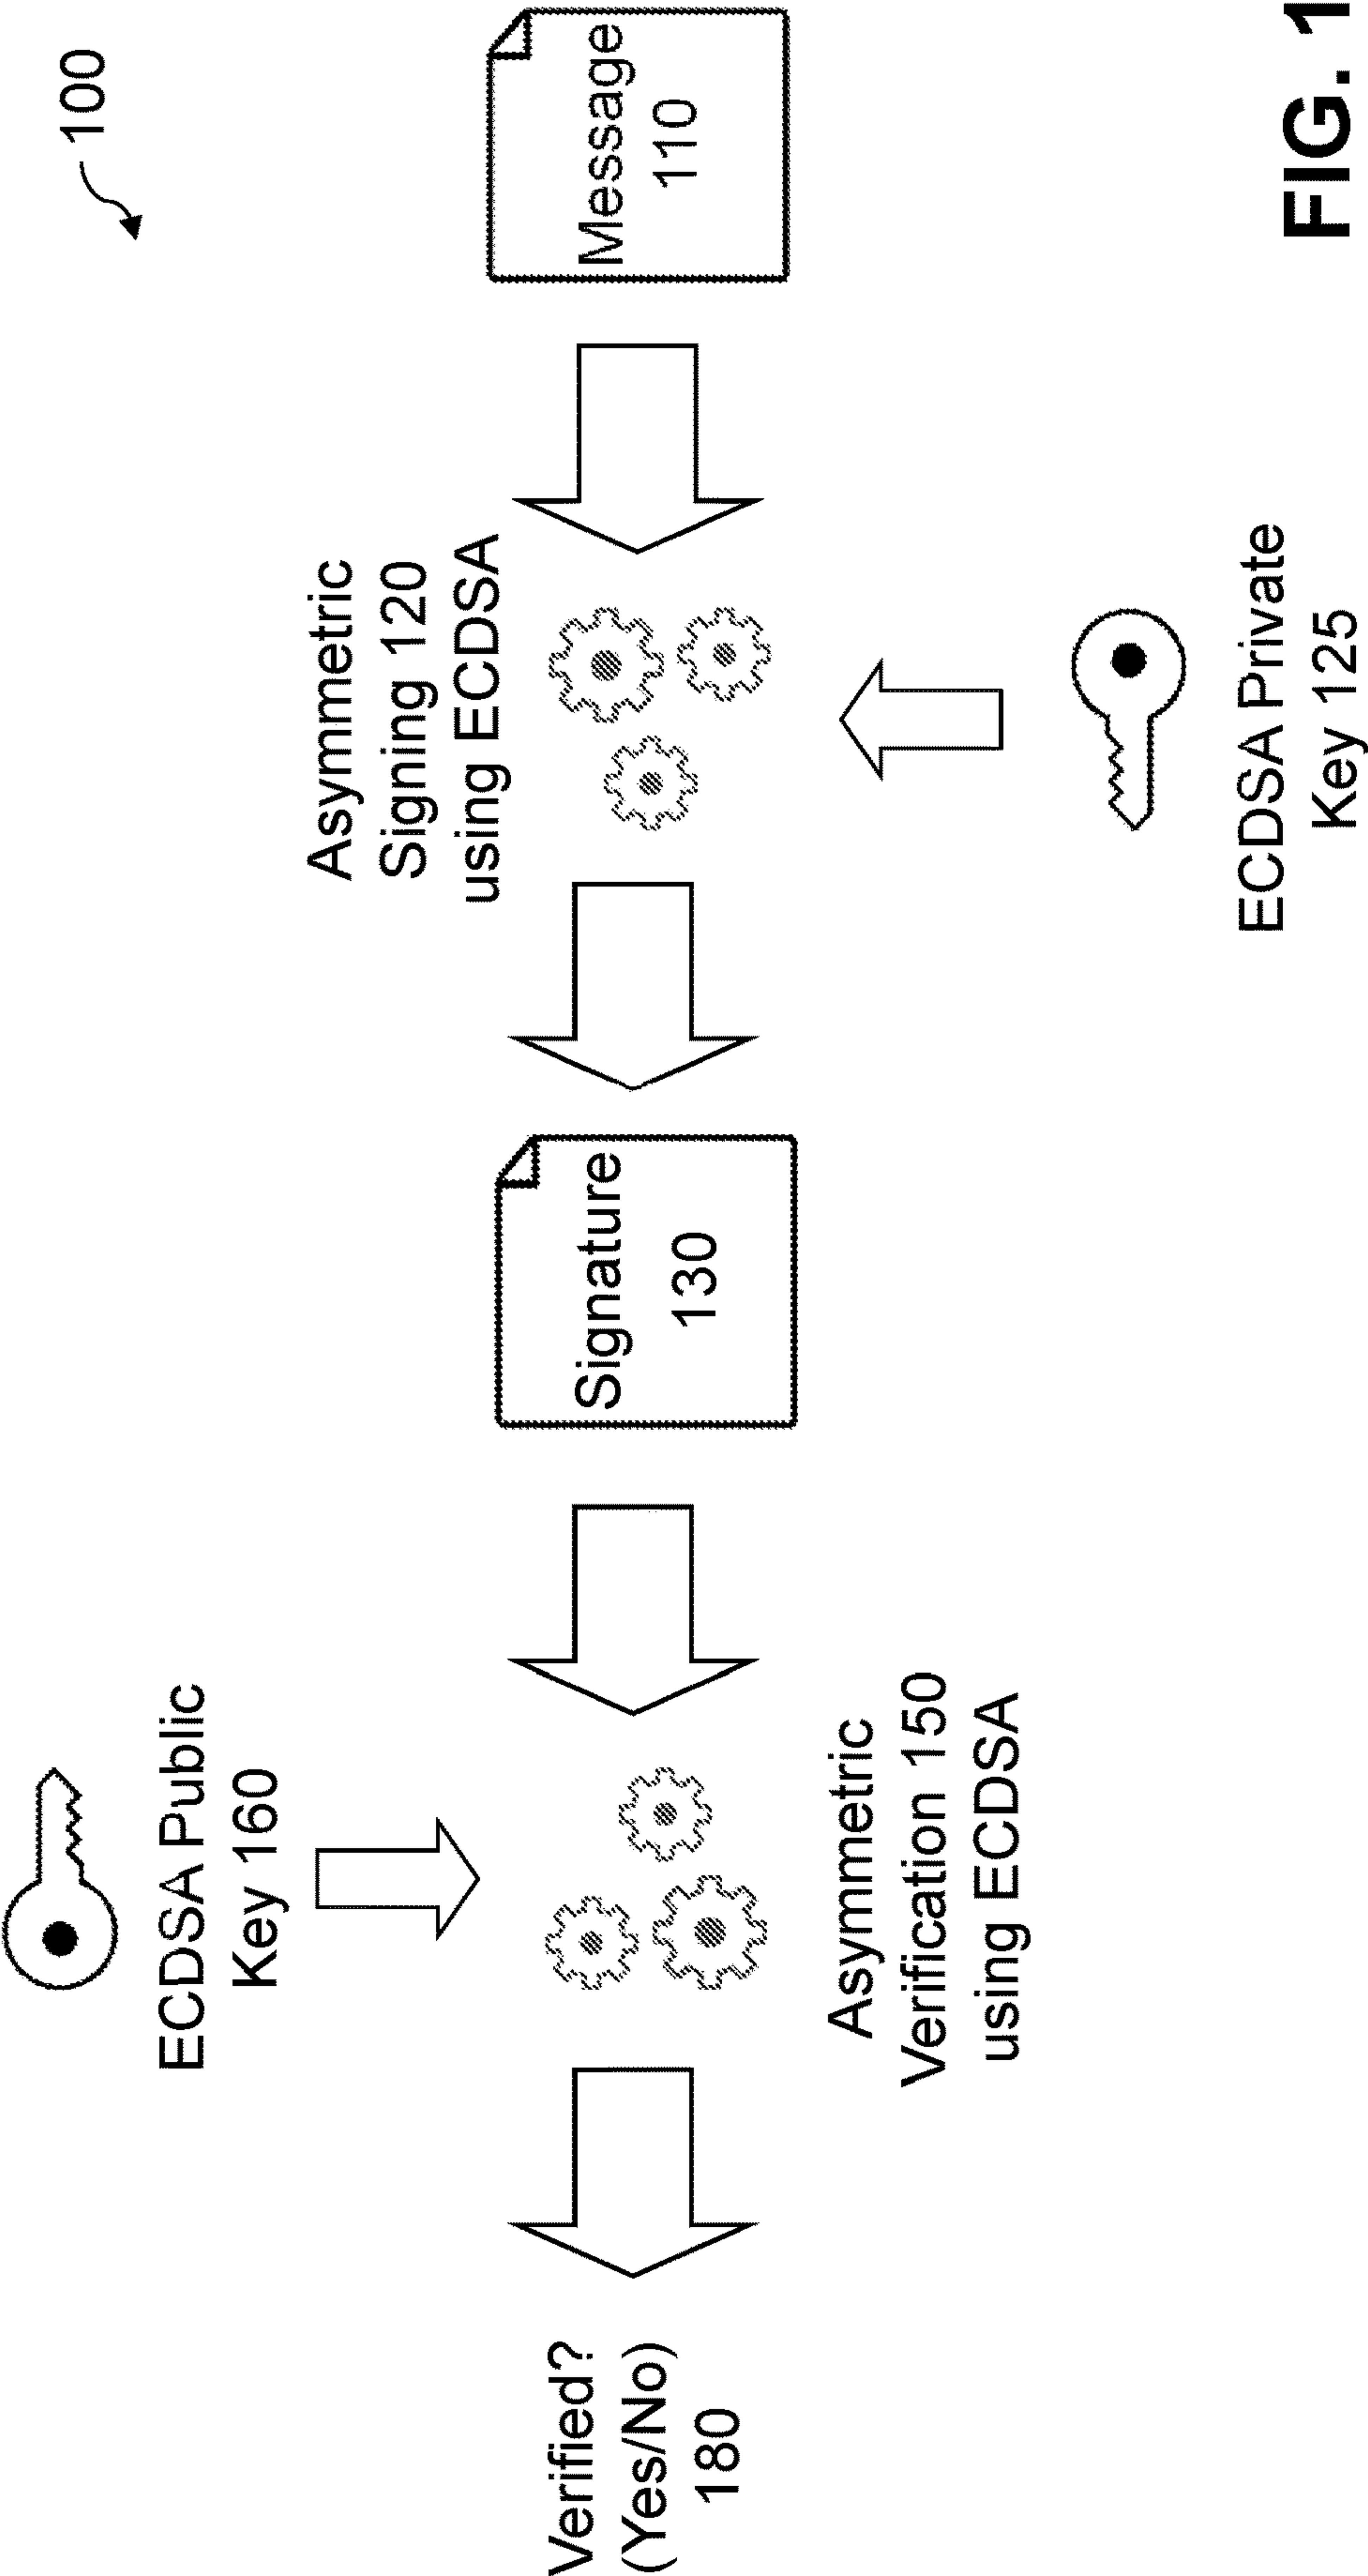 100
ECDSA Public
Key 160
Verified?
(Yes/No)
180
Asymmetric
Verification 150
using ECDSA
Signature
130
Asymmetric
Signing 120
using ECDSA
ECDSA Private
Key 125
Message
110
FIG. 1